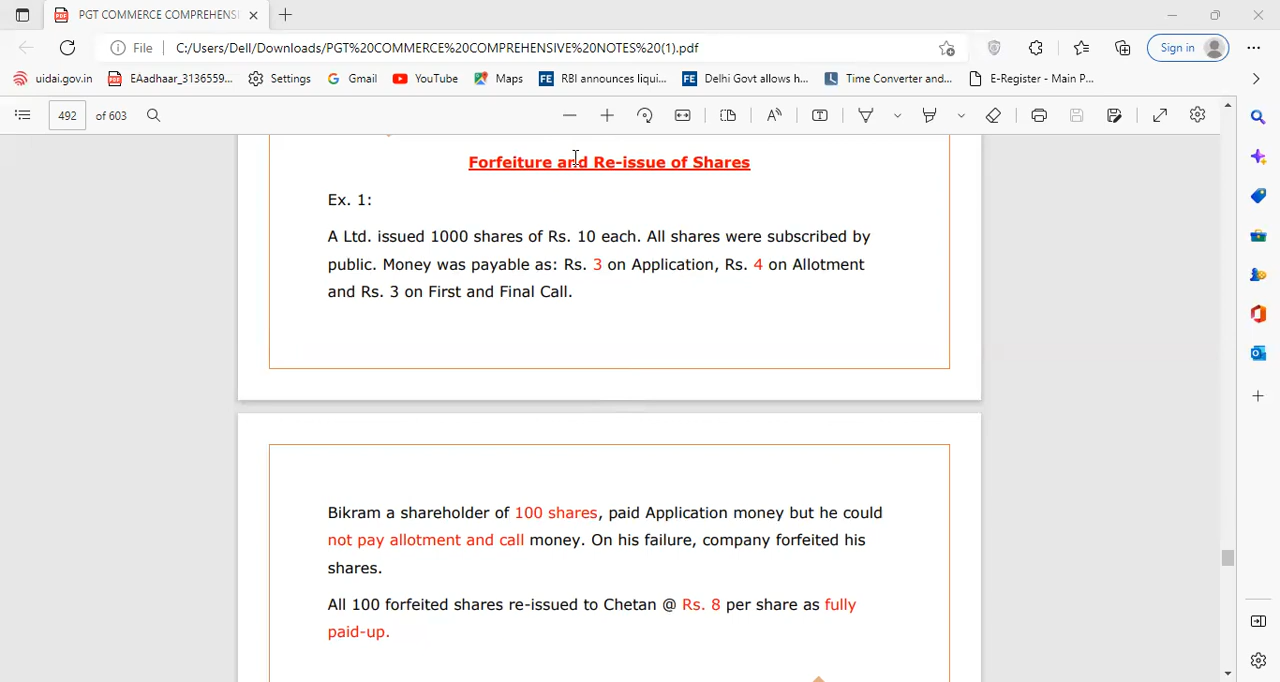 PGT COMMERCE COMPREHENSI
File
C:/Users/Dell/Downloads/PGT%20COMMERCE%20COMPREHENSIVE%20NOTES%20(1).pdf
Sign in
uidai.gov.in
EAadhaar_3136559...
Settings
Gmail
YouTube
Maps
FE RBI announces liqui...
FE Delhi Govt allows h...
Time Converter and...
E-Register - Main P...
492 of 603
Forfeiture and Re-issue of Shares
Ex. 1:
A Ltd. issued 1000 shares of Rs. 10 each. All shares were subscribed by
public. Money was payable as: Rs. 3 on Application, Rs. 4 on Allotment
and Rs. 3 on First and Final Call.
Bikram a shareholder of 100 shares, paid Application money but he could
not pay allotment and call money. On his failure, company forfeited his
shares.
All 100 forfeited shares re-issued to Chetan @ Rs. 8 per share as fully
paid-up.